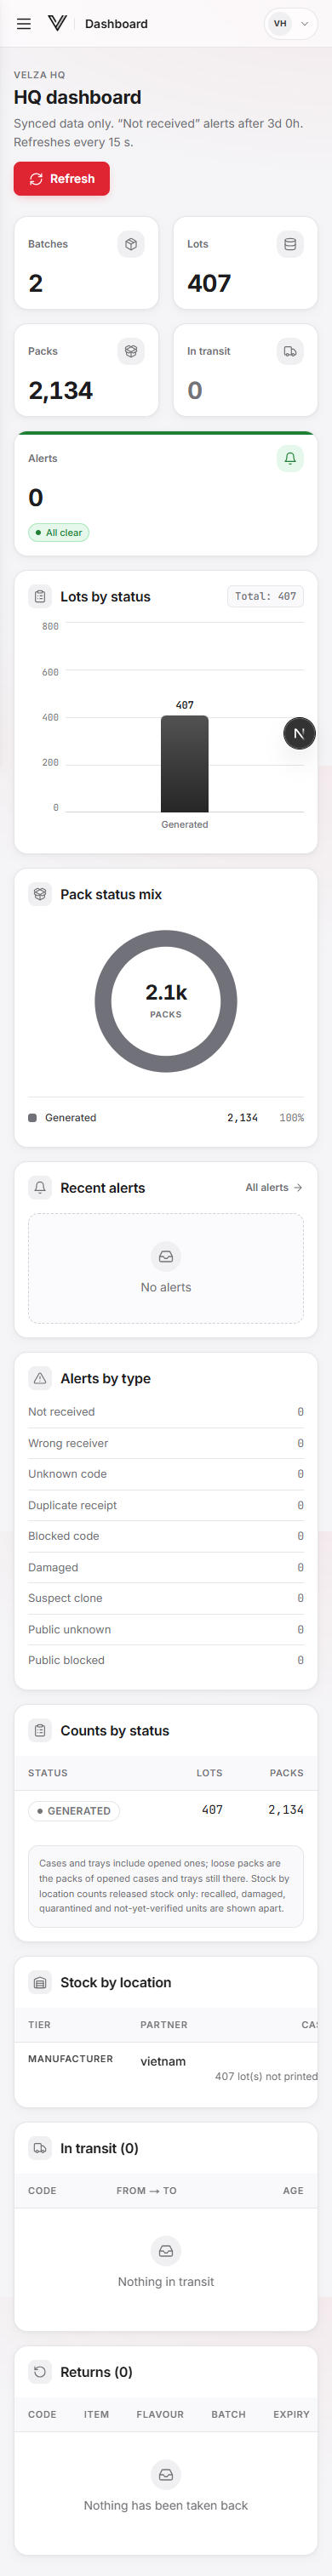 Dashboard
VH
VELZA HQ
HQ dashboard
Synced data only. “Not received” alerts after 3d 0h.
Refreshes every 15 s.
Refresh
Batches
2
Lots
407
Packs
2,134
In transit
0
Alerts
0
All clear
Lots by status
Total: 407
800
600
400
200
0
407
Generated
N
Pack status mix
2.1k
PACKS
Generated 2,134 100%
Recent alerts
All alerts →
No alerts
Alerts by type
Not received 0
Wrong receiver 0
Unknown code 0
Duplicate receipt 0
Blocked code 0
Damaged 0
Suspect clone 0
Public unknown 0
Public blocked 0
Counts by status
STATUS LOTS PACKS
GENERATED 407 2,134
Cases and trays include opened ones; loose packs are
the packs of opened cases and trays still there. Stock by
location counts released stock only: recalled, damaged,
quarantined and not-yet-verified units are shown apart.
Stock by location
TIER PARTNER
MANUFACTURER vietnam
407 lot(s) not printed
In transit (0)
CODE FROM → TO AGE
Nothing in transit
Returns (0)
CODE ITEM FLAVOUR BATCH EXPIRY
Nothing has been taken back